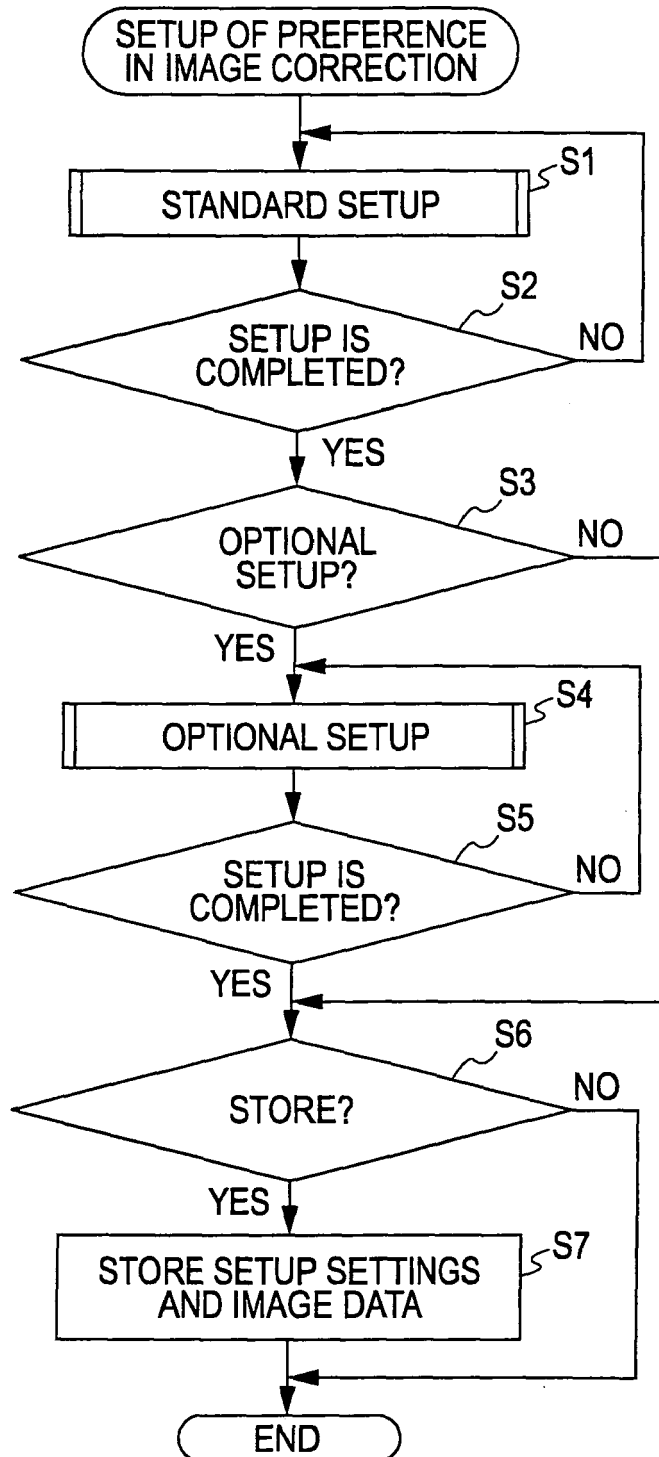 SETUP OF PREFERENCE
IN IMAGE CORRECTION
S1
STANDARD SETUP
S2
SETUP IS
COMPLETED?
NO
YES
S3
OPTIONAL
SETUP?
NO
YES
S4
OPTIONAL SETUP
S5
SETUP IS
COMPLETED?
NO
YES
S6
STORE?
NO
YES
S7
STORE SETUP SETTINGS
AND IMAGE DATA
END